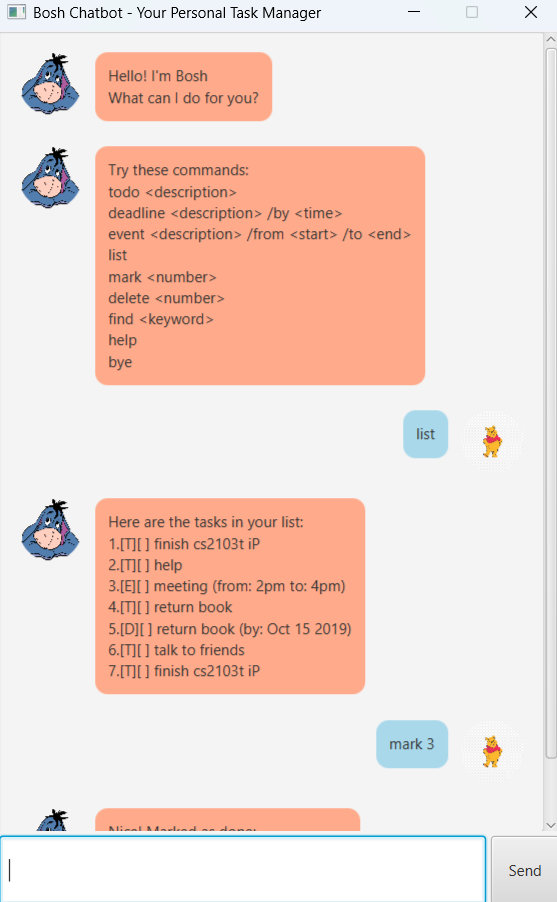 Bosh Chatbot - Your Personal Task Manager
Hello! I'm Bosh
What can I do for you?
Try these commands:
todo <description>
deadline <description> /by <time>
event <description> /from <start> /to <end>
list
mark <number>
delete <number>
find <keyword>
help
bye
list
Here are the tasks in your list:
1.[T][ ] finish cs2103t iP
2.[T][ ] help
3.[E][ ] meeting (from: 2pm to: 4pm)
4.[T][ ] return book
5.[D][ ] return book (by: Oct 15 2019)
6.[T][ ] talk to friends
7.[T][ ] finish cs2103t iP
mark 3
Nice! Marked as done:
Send